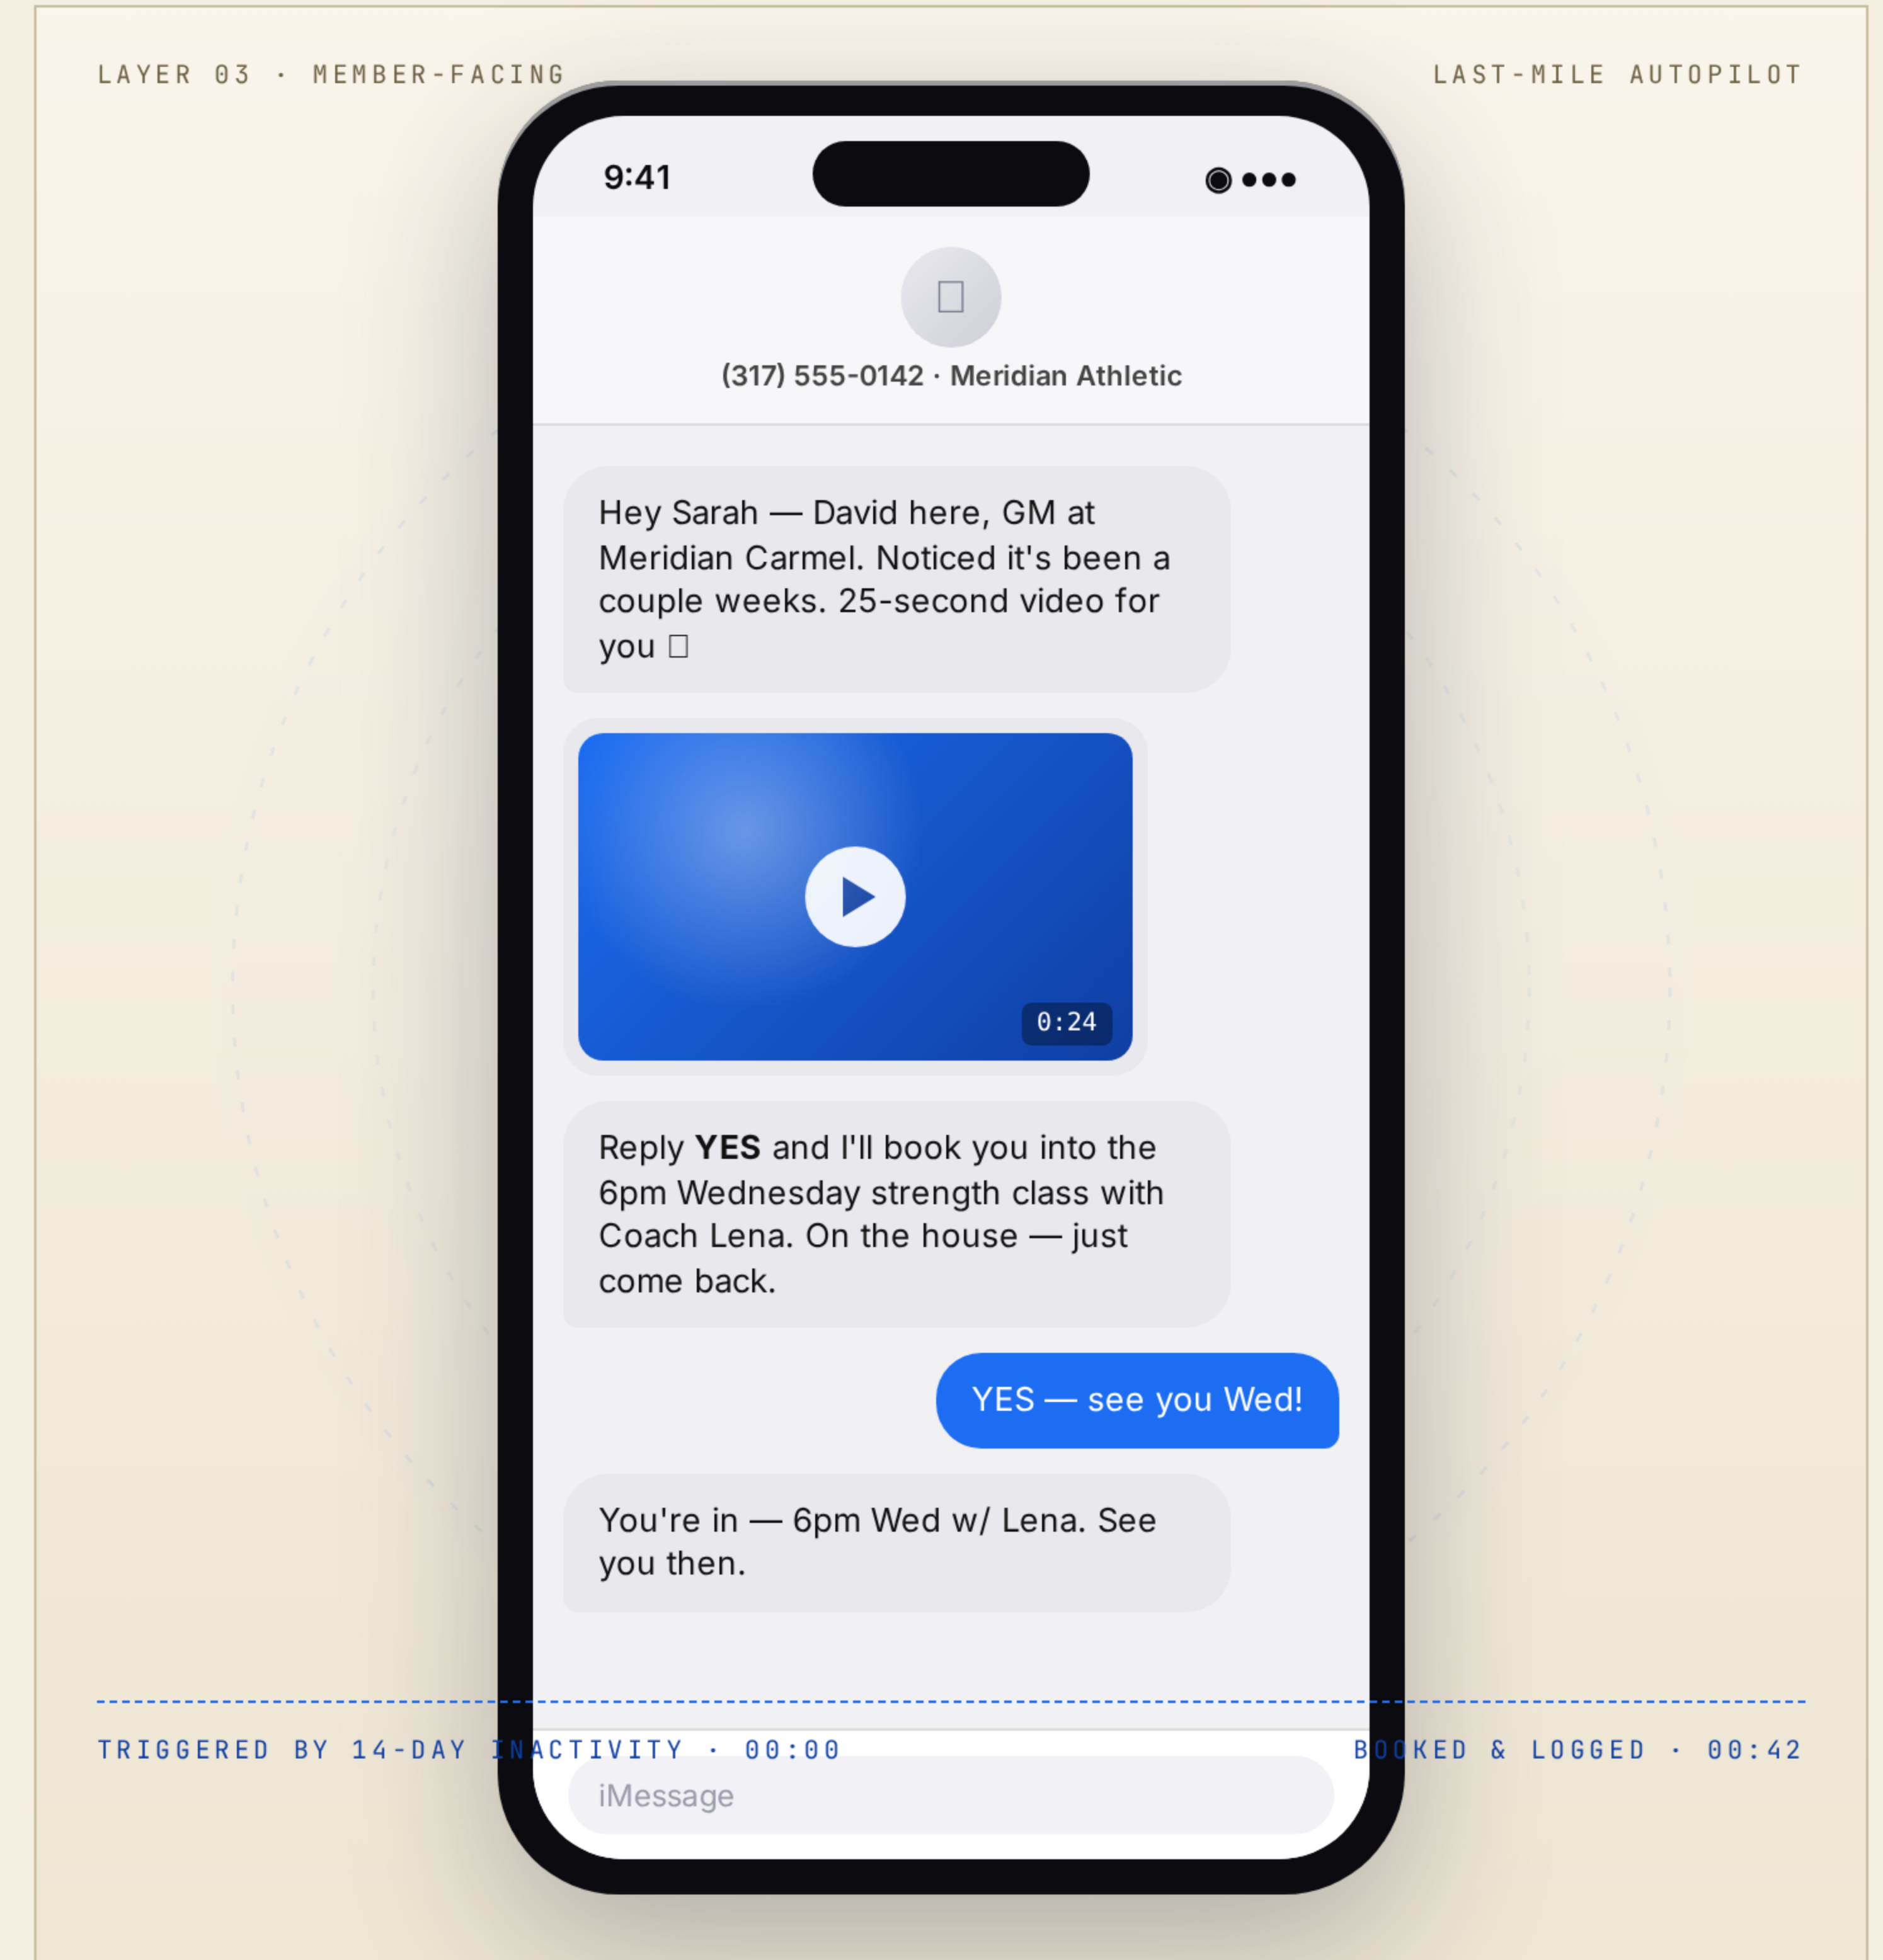 LAYER 03 · MEMBER-FACING
LAST-MILE AUTOPILOT
9:41
(317) 555-0142 · Meridian Athletic
Hey Sarah — David here, GM at
Meridian Carmel. Noticed it's been a
couple weeks. 25-second video for
you
0:24
Reply YES and I'll book you into the
6pm Wednesday strength class with
Coach Lena. On the house — just
come back.
YES — see you Wed!
You're in — 6pm Wed w/ Lena. See
you then.
TRIGGERED BY 14-DAY INACTIVITY · 00:00
BOOKED & LOGGED · 00:42
iMessage